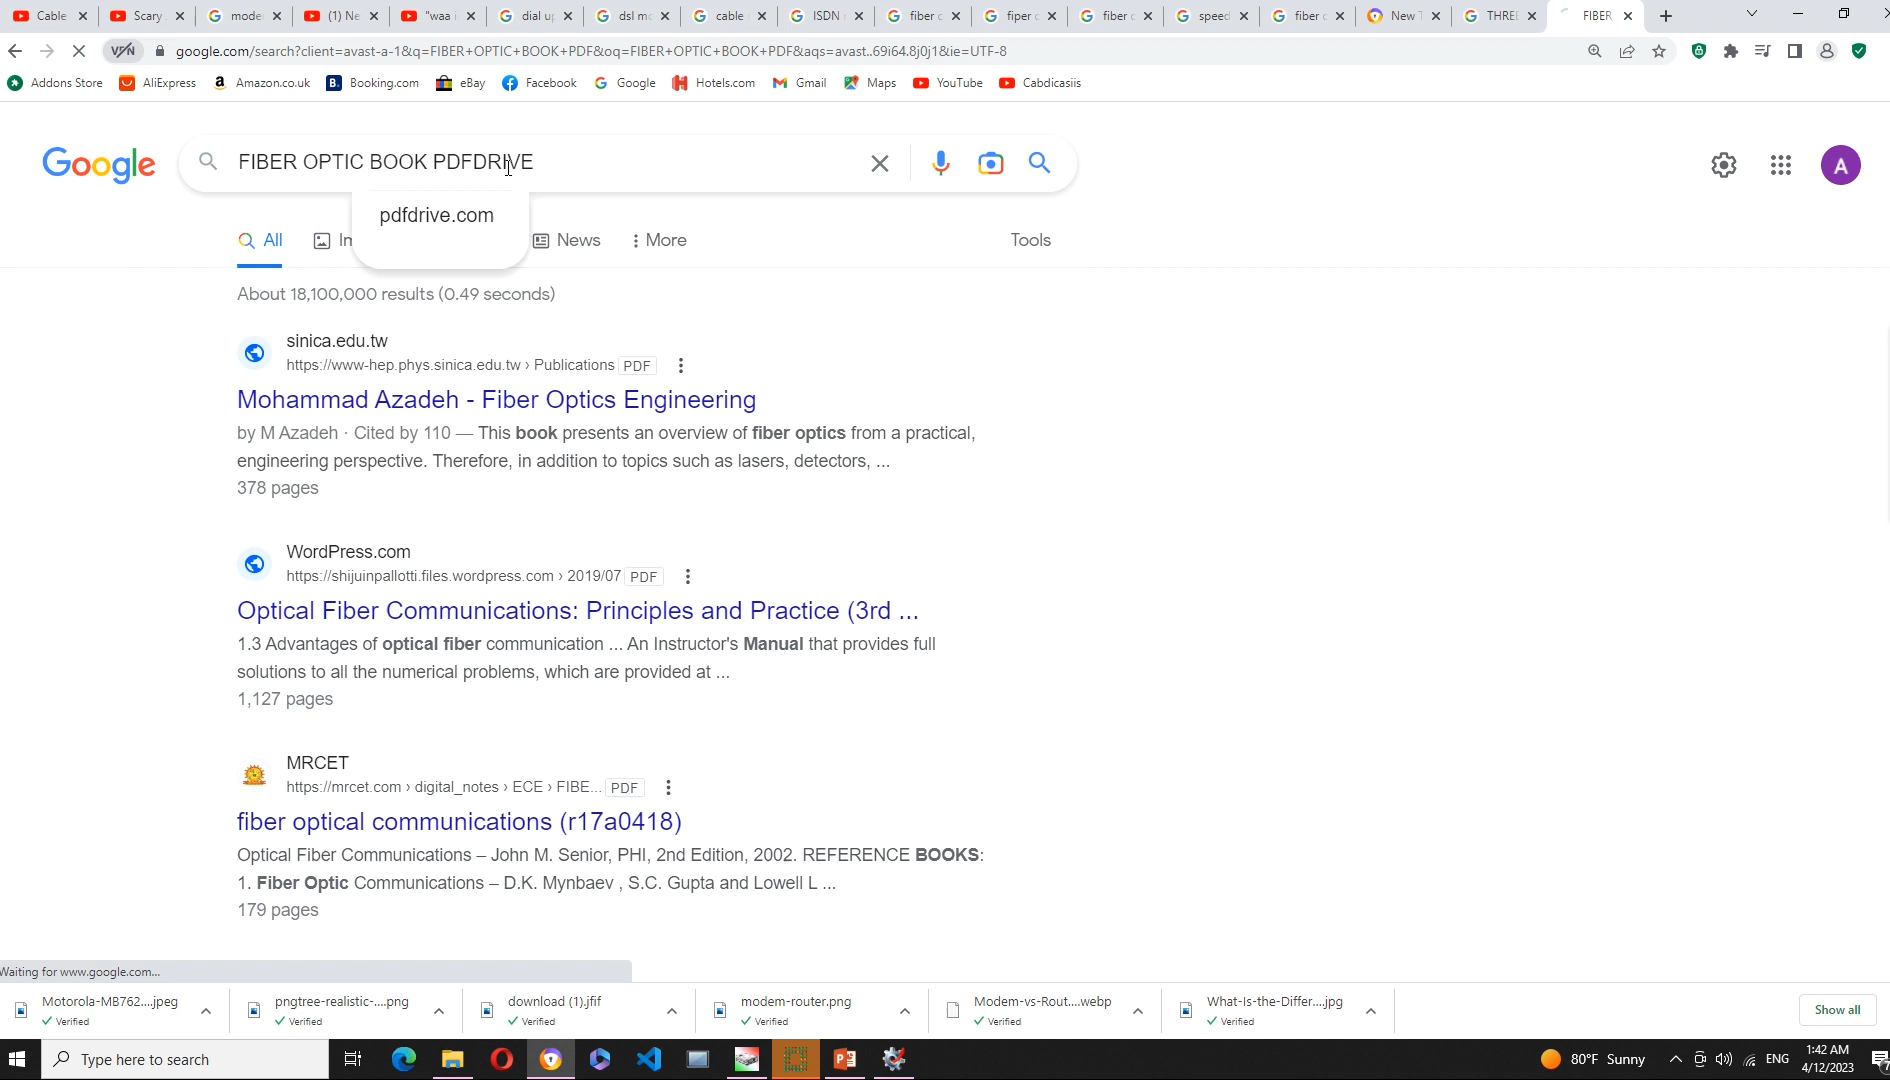 Cable
Scary
mode
(1) Ne
"waa i
dial up
dsl mo
cable
ISDN
fiber c
fiper c
fiber c
speed
fiber c
New T
THREE
FIBER
VPN
google.com/search?client=avast-a-1&q=FIBER+OPTIC+BOOK+PDF&oq=FIBER+OPTIC+BOOK+PDF&aqs=avast..69i64.8j0j1&ie=UTF-8
Addons Store
AliExpress
Amazon.co.uk
Booking.com
eBay
Facebook
Google
Hotels.com
Gmail
Maps
YouTube
Cabdicasiis
Google
FIBER OPTIC BOOK PDFDRIVE
A
pdfdrive.com
All
Im
News
More
Tools
About 18,100,000 results (0.49 seconds)
sinica.edu.tw
https://www-hep.phys.sinica.edu.tw › Publications PDF
Mohammad Azadeh - Fiber Optics Engineering
by M Azadeh · Cited by 110 — This book presents an overview of fiber optics from a practical,
engineering perspective. Therefore, in addition to topics such as lasers, detectors, ...
378 pages
WordPress.com
https://shijuinpallotti.files.wordpress.com › 2019/07 PDF
Optical Fiber Communications: Principles and Practice (3rd ...
1.3 Advantages of optical fiber communication ... An Instructor's Manual that provides full
solutions to all the numerical problems, which are provided at ...
1,127 pages
MRCET
https://mrcet.com › digital_notes › ECE › FIBE... PDF
fiber optical communications (r17a0418)
Optical Fiber Communications – John M. Senior, PHI, 2nd Edition, 2002. REFERENCE BOOKS:
1. Fiber Optic Communications – D.K. Mynbaev , S.C. Gupta and Lowell L ...
179 pages
Waiting for www.google.com...
Motorola-MB762....jpeg
Verified
pngtree-realistic-....png
Verified
download (1).jfif
Verified
modem-router.png
Verified
Modem-vs-Rout....webp
Verified
What-Is-the-Differ....jpg
Verified
Show all
Type here to search
80°F Sunny
ENG
1:42 AM
4/12/2023